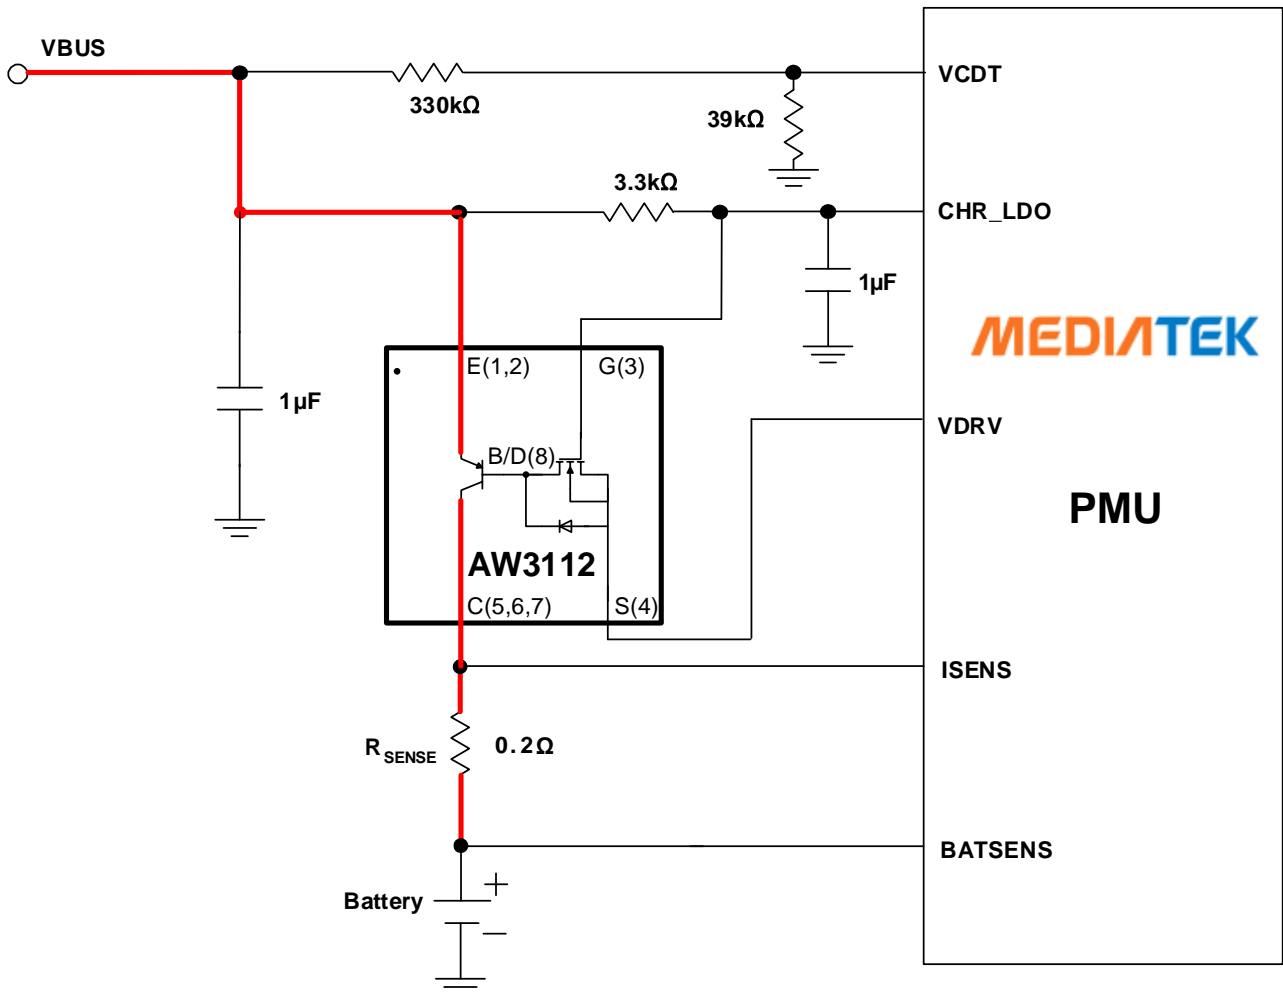 VBUS
VCDT
330kΩ
39kΩ
3.3kΩ
CHR_LDO
1µF
MEDIATEK
E(1,2)
G(3)
1µF
VDRV
B/D(8)
PMU
AW3112
C(5,6,7)
S(4)
ISENS
RSENSE
0.2Ω
BATSENS
Battery
+
—